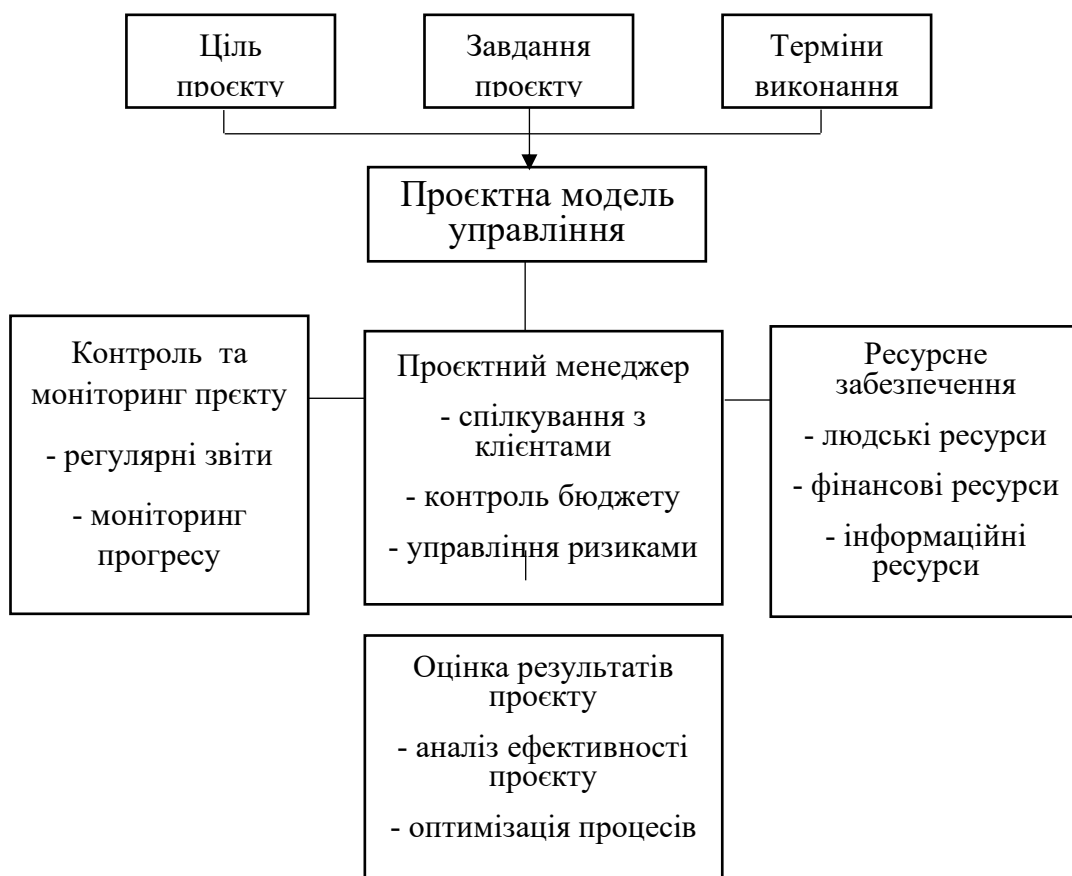 Ціль
проєкту
Завдання
проєкту
Терміни
виконання
Проєктна модель
управління
Контроль та
моніторинг прєкту
- регулярні звіти
- моніторинг
прогресу
Проєктний менеджер
- спілкування з
клієнтами
- контроль бюджету
- управління ризиками
Ресурсне
забезпечення
- людські ресурси
- фінансові ресурси
- інформаційні
ресурси
Оцінка результатів
проєкту
- аналіз ефективності
проєкту
- оптимізація процесів